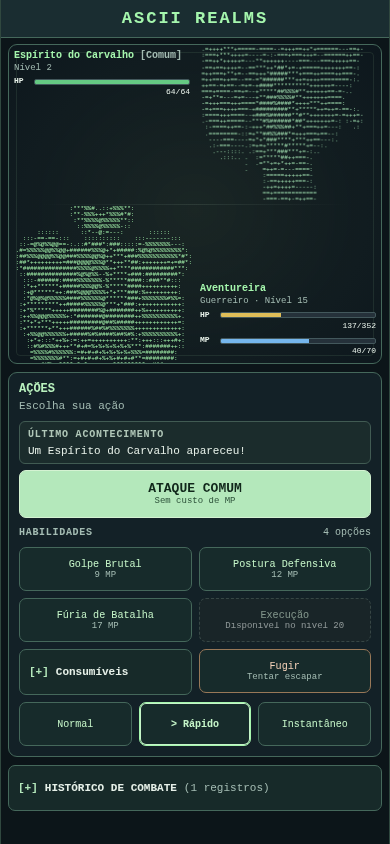 ASCII REALMS
Espírito do Carvalho [Comum]
Nível 2
HP
64/64
Aventureira
Guerreiro · Nível 15
HP
137/352
MP
40/70
AÇÕES
Escolha sua ação
ÚLTIMO ACONTECIMENTO
Um Espírito do Carvalho apareceu!
ATAQUE COMUM
Sem custo de MP
HABILIDADES
4 opções
Golpe Brutal
9 MP
Postura Defensiva
12 MP
Fúria de Batalha
17 MP
Execução
Disponível no nível 20
[+] Consumíveis
Fugir
Tentar escapar
Normal
> Rápido
Instantâneo
[+] HISTÓRICO DE COMBATE (1 registros)